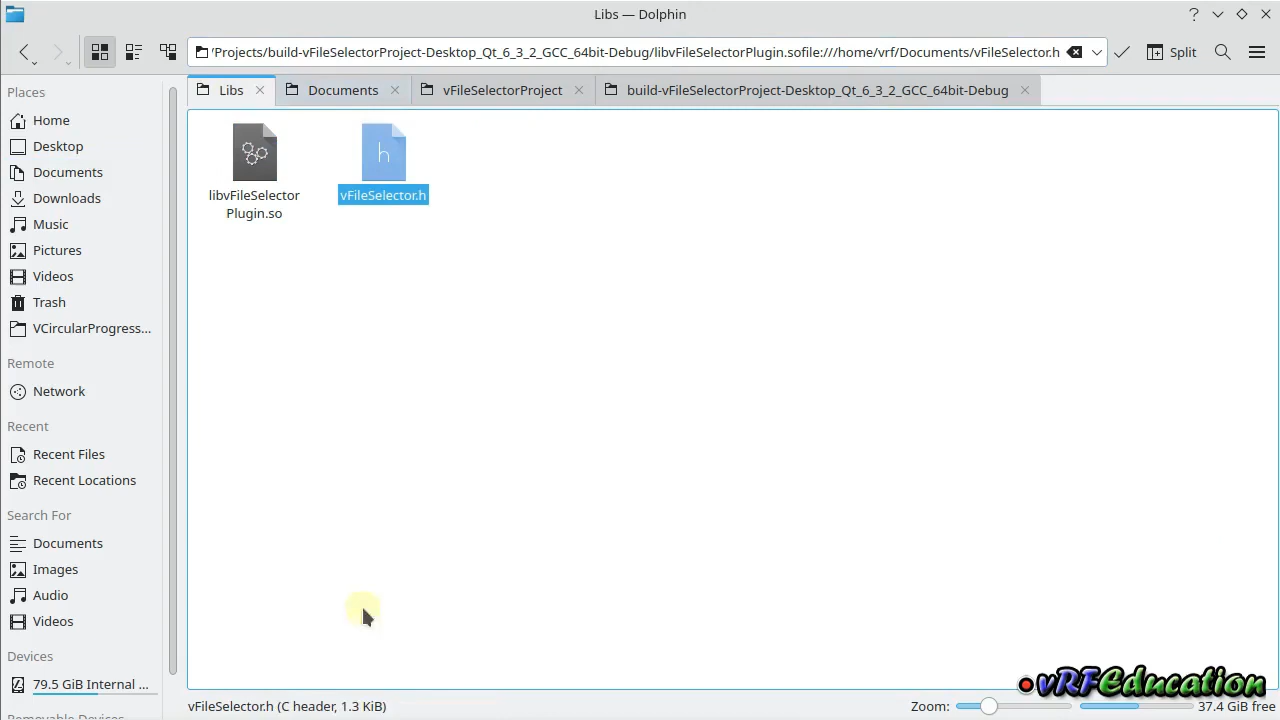 Libs — Dolphin
'Projects/build-vFileSelectorProject-Desktop_Qt_6_3_2_GCC_64bit-Debug/libvFileSelectorPlugin.sofile:///home/vrf/Documents/vFileSelector.h
Split
Libs
Documents
vFileSelectorProject
build-vFileSelectorProject-Desktop_Qt_6_3_2_GCC_64bit-Debug
Places
Home
Desktop
Documents
Downloads
Music
Pictures
Videos
Trash
VCircularProgress...
Remote
Network
Recent
Recent Files
Recent Locations
Search For
Documents
Images
Audio
Videos
Devices
79.5 GiB Internal ...
Removable Devices
h
libvFileSelector
Plugin.so
vFileSelector.h
vRFEducation
vFileSelector.h (C header, 1.3 KiB)
Zoom:
37.4 GiB free